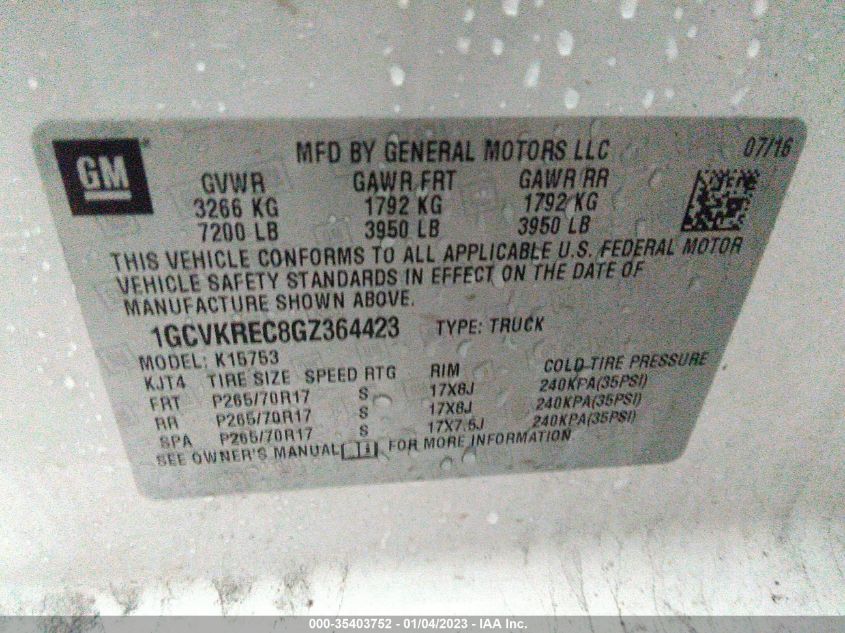 GM
MFD BY GENERAL MOTORS LLC 07/16
GVWR GAWR FRT GAWR RR
3266 KG 1792 KG 1792 KG
7200 LB 3950 LB 3950 LB
THIS VEHICLE CONFORMS TO ALL APPLICABLE U.S. FEDERAL MOTOR
VEHICLE SAFETY STANDARDS IN EFFECT ON THE DATE OF
MANUFACTURE SHOWN ABOVE.
1GCVKREC8GZ364423 TYPE: TRUCK
MODEL: K15753
KJT4 TIRE SIZE SPEED RTG RIM COLD TIRE PRESSURE
FRT P265/70R17 S 17X8J 240KPA(35PSI)
RR P265/70R17 S 17X8J 240KPA(35PSI)
SPA P265/70R17 S 17X7.5J 240KPA(35PSI)
SEE OWNER'S MANUAL FOR MORE INFORMATION
000-35403752 - 01/04/2023 - IAA Inc.